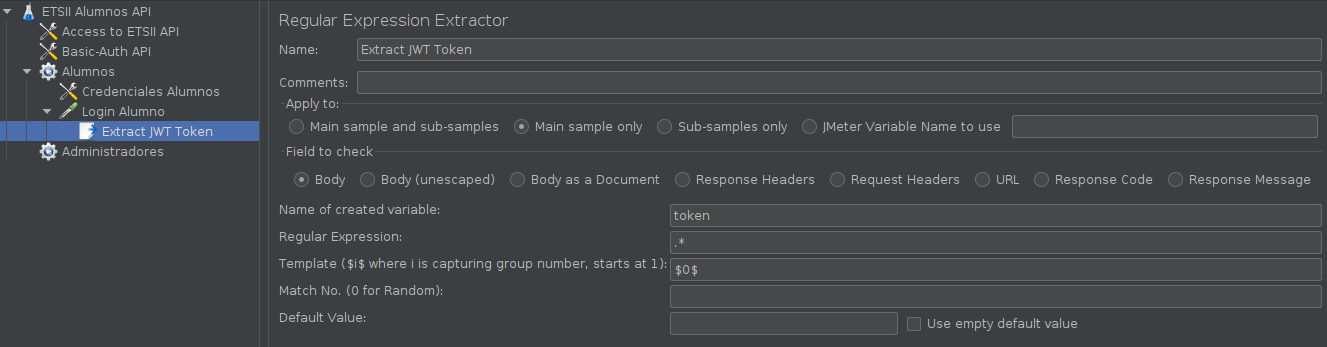 ETSII Alumnos API
Access to ETSII API
Basic-Auth API
Alumnos
Credenciales Alumnos
Login Alumno
Extract JWT Token
Administradores
Regular Expression Extractor
Name: Extract JWT Token
Comments:
Apply to:
Main sample and sub-samples Main sample only Sub-samples only JMeter Variable Name to use
Field to check
Body Body (unescaped) Body as a Document Response Headers Request Headers URL Response Code Response Message
Name of created variable: token
Regular Expression: .*
Template ($i$ where i is capturing group number, starts at 1): $0$
Match No. (0 for Random):
Default Value: Use empty default value